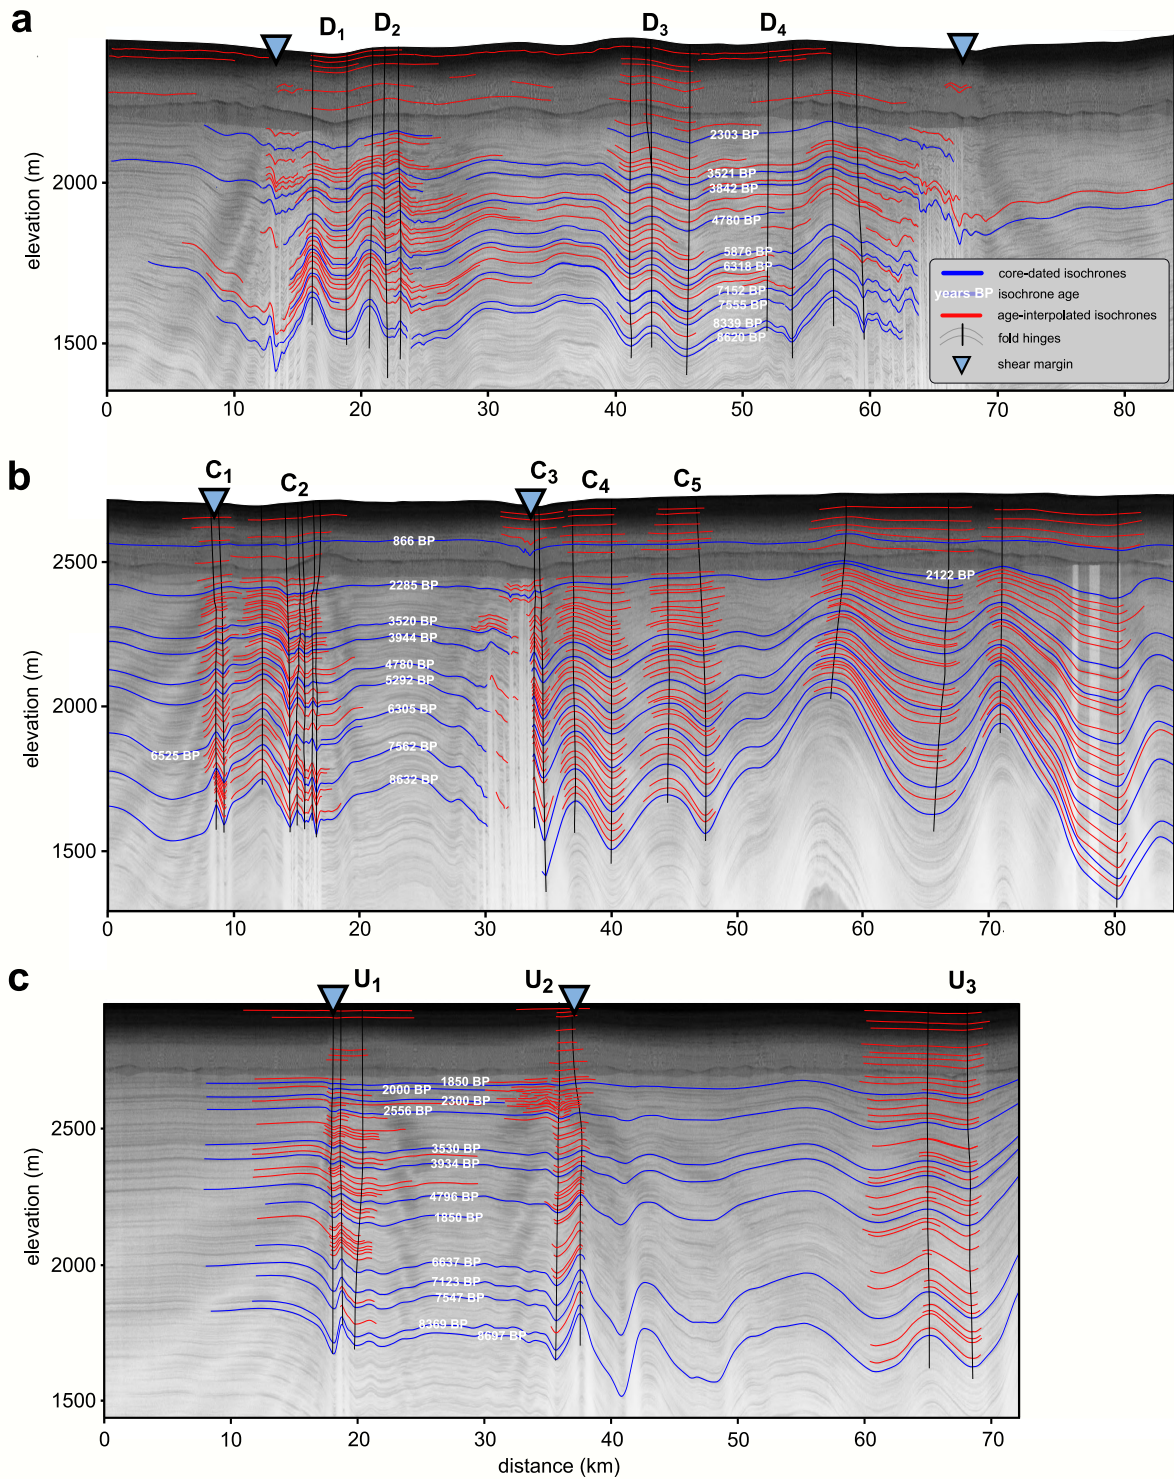 a
D1 D2 D3 D4
elevation (m)
2000
1500
2303 BP
3521 BP
3842 BP
4780 BP
5876 BP
6318 BP
7152 BP
7555 BP
8339 BP
8620 BP
core-dated isochrones
years BP isochrone age
age-interpolated isochrones
fold hinges
shear margin
0 10 20 30 40 50 60 70 80
b
C1 C2 C3 C4 C5
elevation (m)
2500
2000
1500
866 BP
2285 BP
2122 BP
3520 BP
3944 BP
4780 BP
5292 BP
6305 BP
6525 BP
7562 BP
8632 BP
0 10 20 30 40 50 60 70 80
c
U1 U2 U3
elevation (m)
2500
2000
1500
1850 BP
2000 BP
2300 BP
2556 BP
3530 BP
3934 BP
4796 BP
1850 BP
6637 BP
7123 BP
7547 BP
8369 BP
8697 BP
0 10 20 30 40 50 60 70
distance (km)